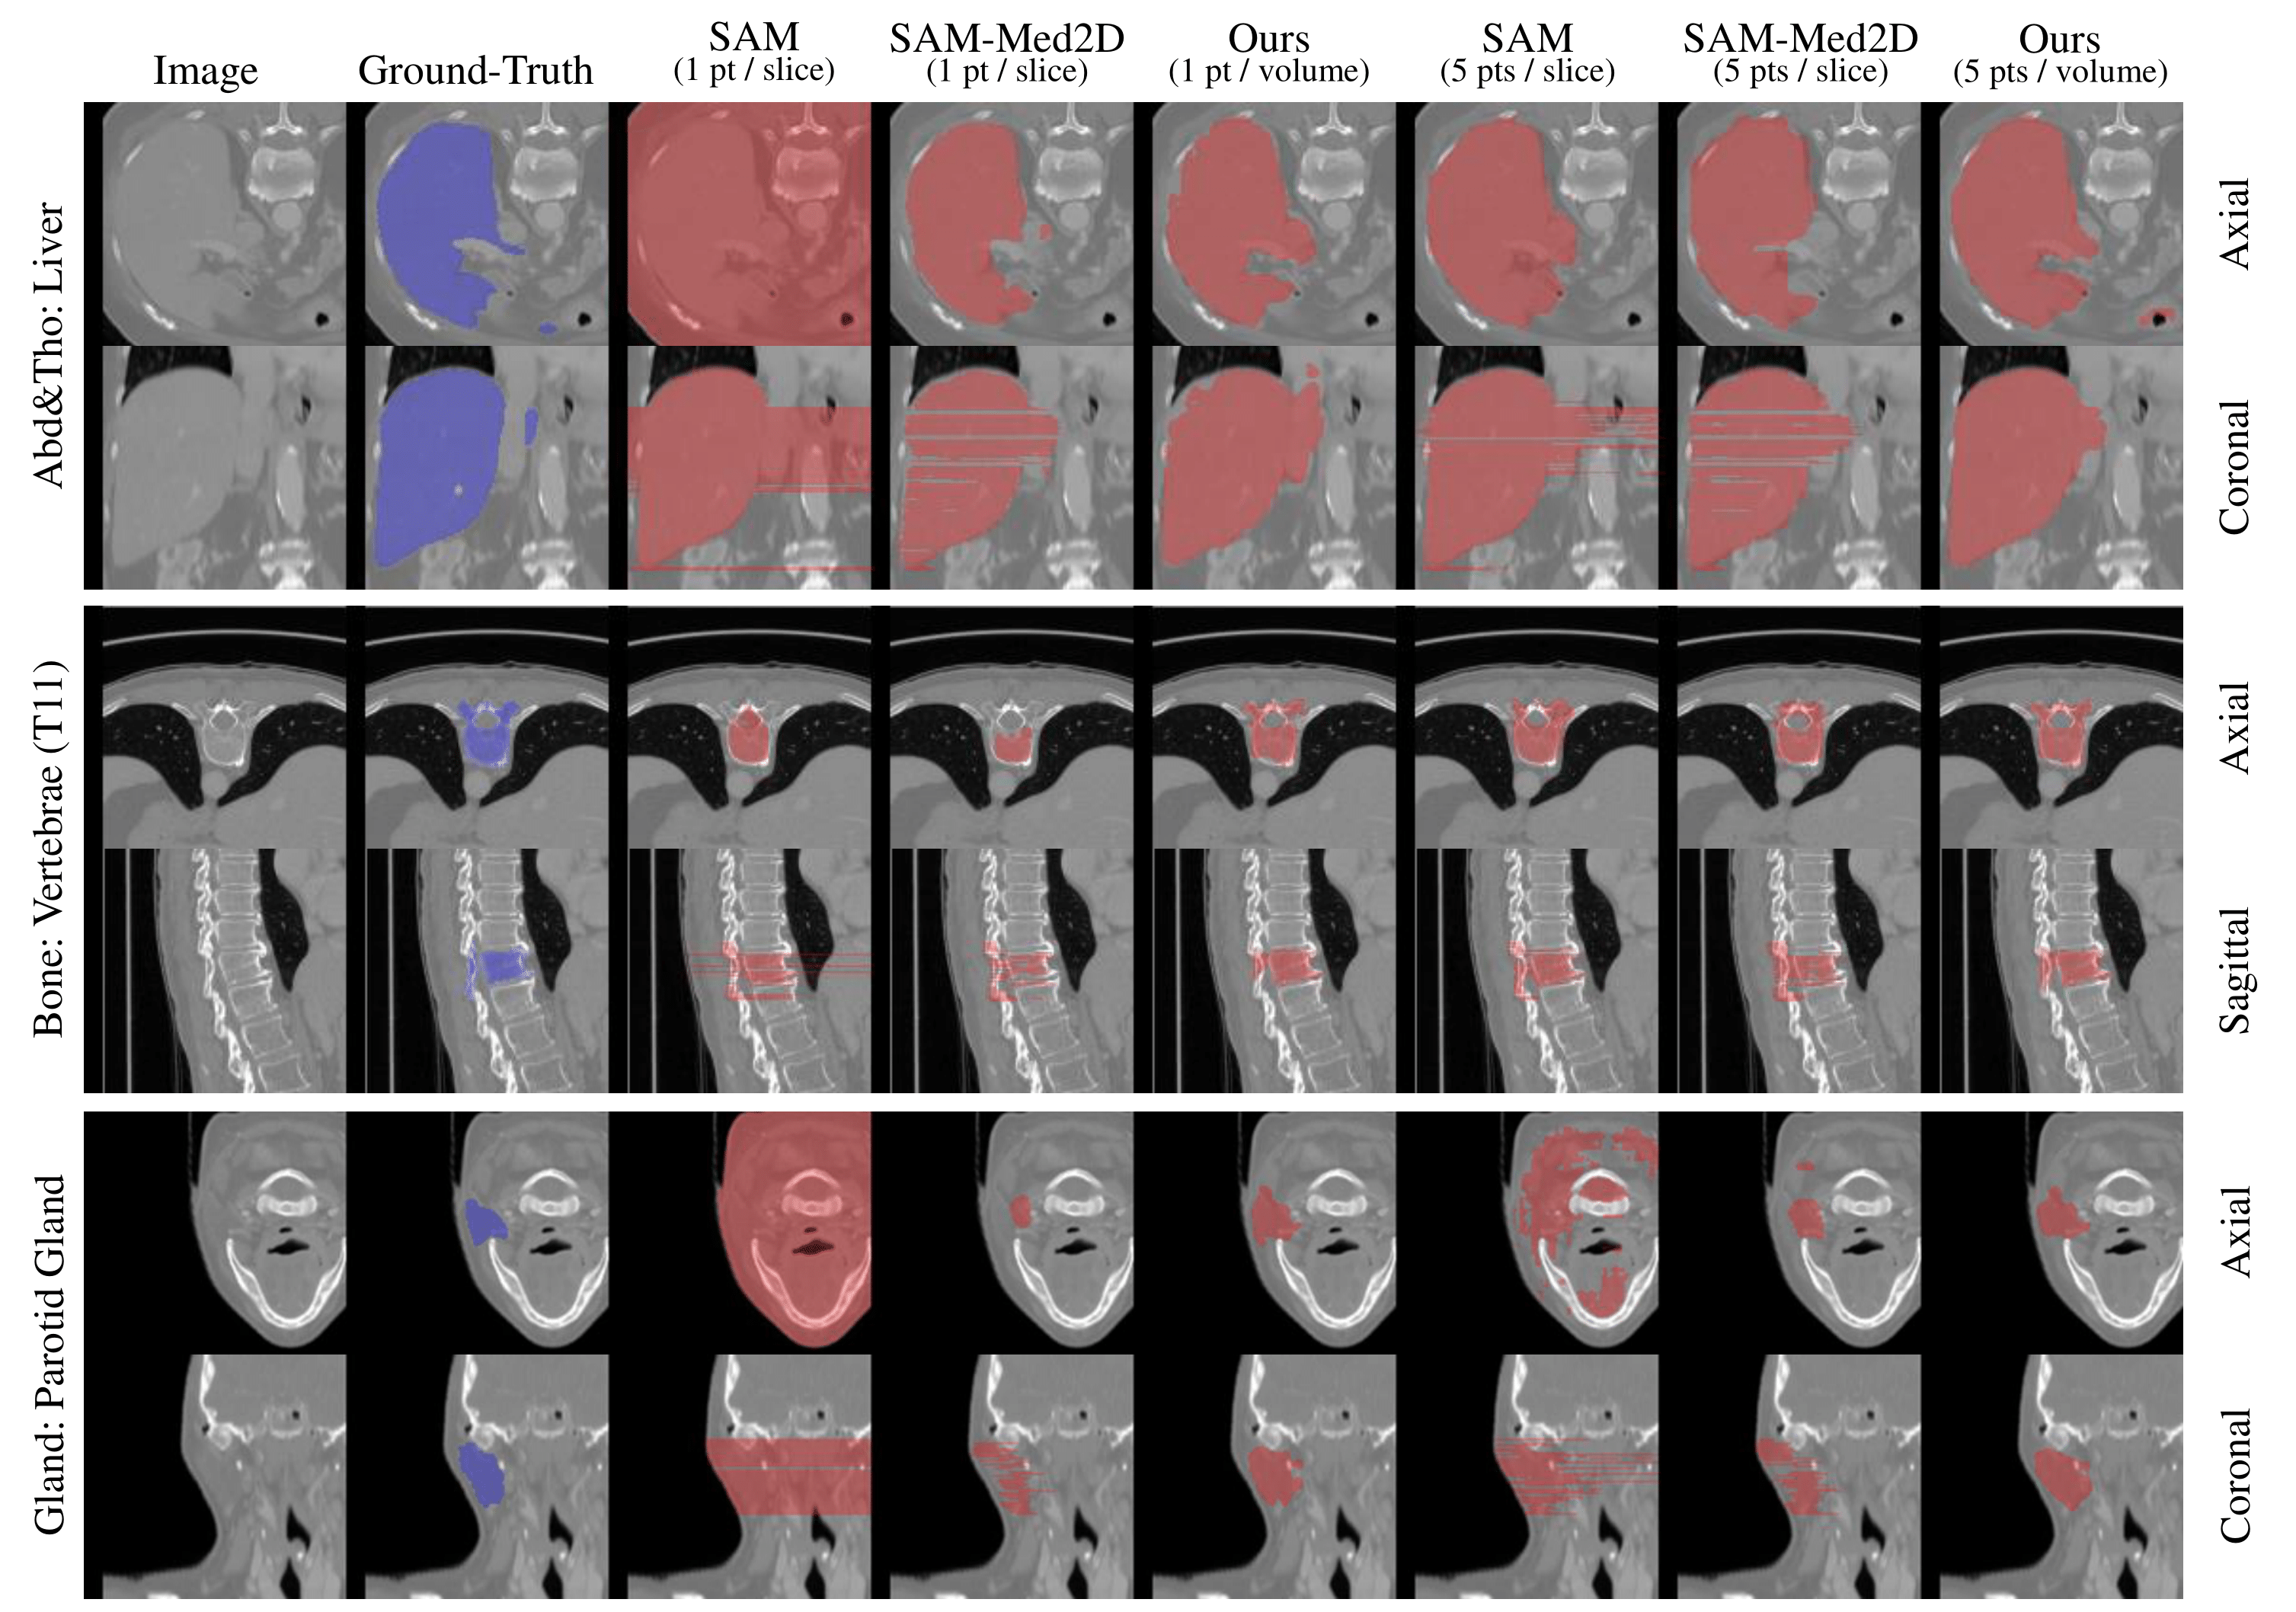 Image
Ground-Truth
SAM
(1 pt / slice)
SAM-Med2D
(1 pt / slice)
Ours
(1 pt / volume)
SAM
(5 pts / slice)
SAM-Med2D
(5 pts / slice)
Ours
(5 pts / volume)
Abd&Tho: Liver
Axial
Coronal
Bone: Vertebrae (T11)
Axial
Sagittal
Gland: Parotid Gland
Axial
Coronal